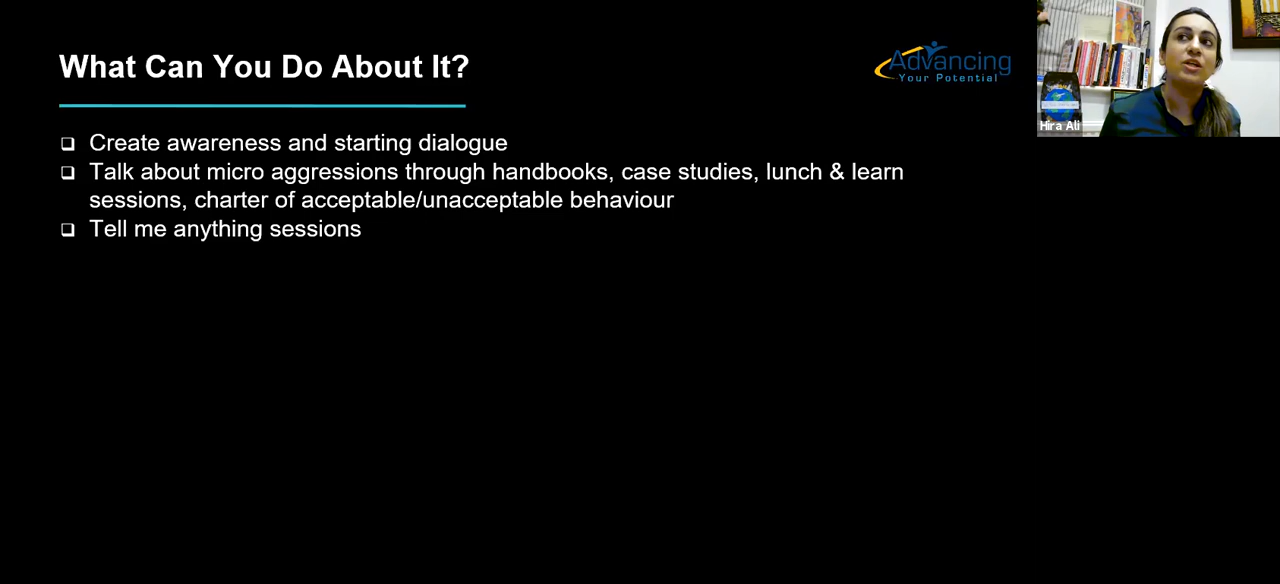 What Can You Do About It?
Advancing
Your Potential
Hira Ali
Create awareness and starting dialogue
Talk about micro aggressions through handbooks, case studies, lunch & learn
sessions, charter of acceptable/unacceptable behaviour
Tell me anything sessions